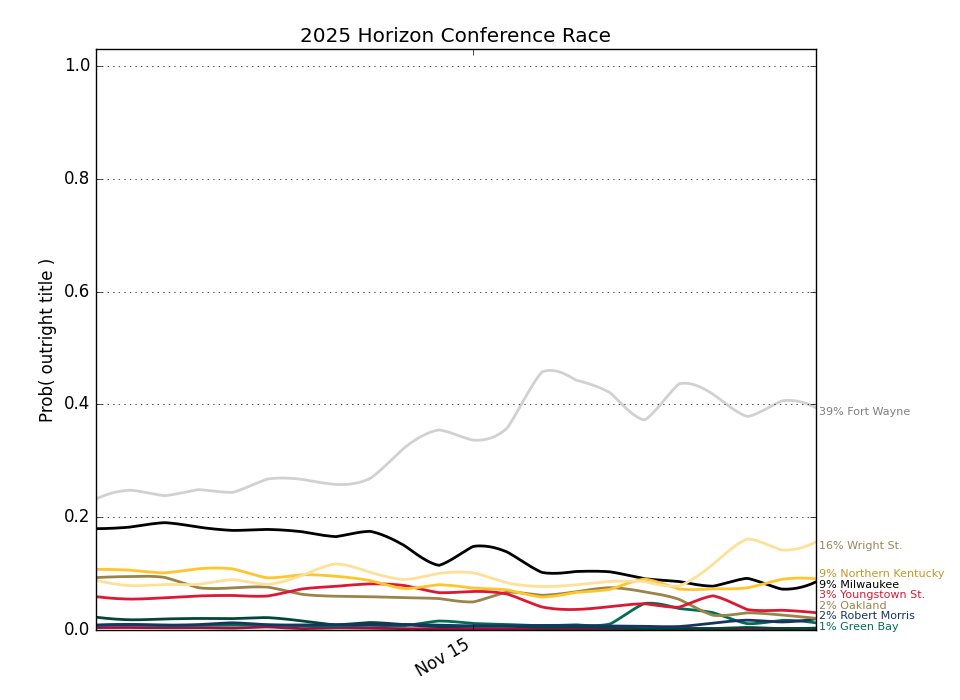 2025 Horizon Conference Race
Prob( outright title )
1.0
0.8
0.6
0.4
0.2
0.0
Nov 15
39% Fort Wayne
16% Wright St.
9% Northern Kentucky
9% Milwaukee
3% Youngstown St.
2% Oakland
2% Robert Morris
1% Green Bay